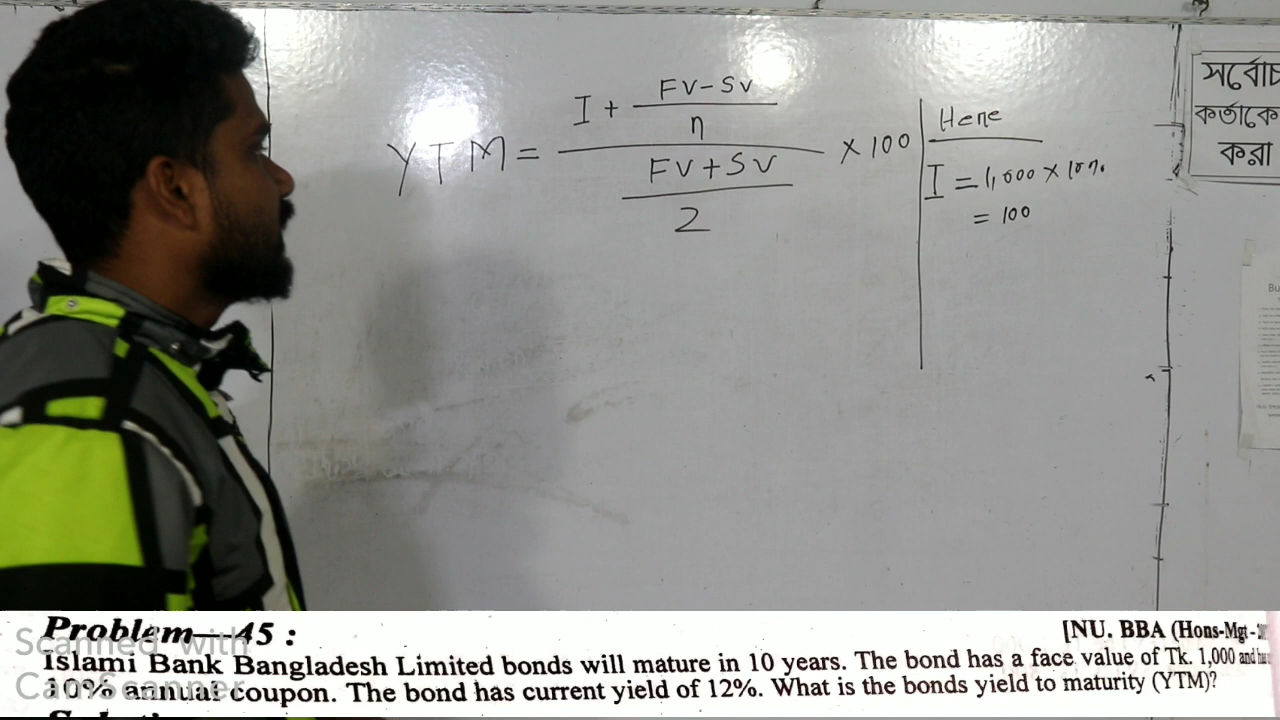 YTM = I + FV-SV / n / FV+SV / 2 × 100
Here
I = 1,000 × 10%
= 100
সর্বোচ
কর্তাকে
করা
Problem—45 :
[NU. BBA (Hons-Mgt-
Islami Bank Bangladesh Limited bonds will mature in 10 years. The bond has a face value of Tk. 1,000 and
10% annual coupon. The bond has current yield of 12%. What is the bonds yield to maturity (YTM)?
Scanned with
CamScanner